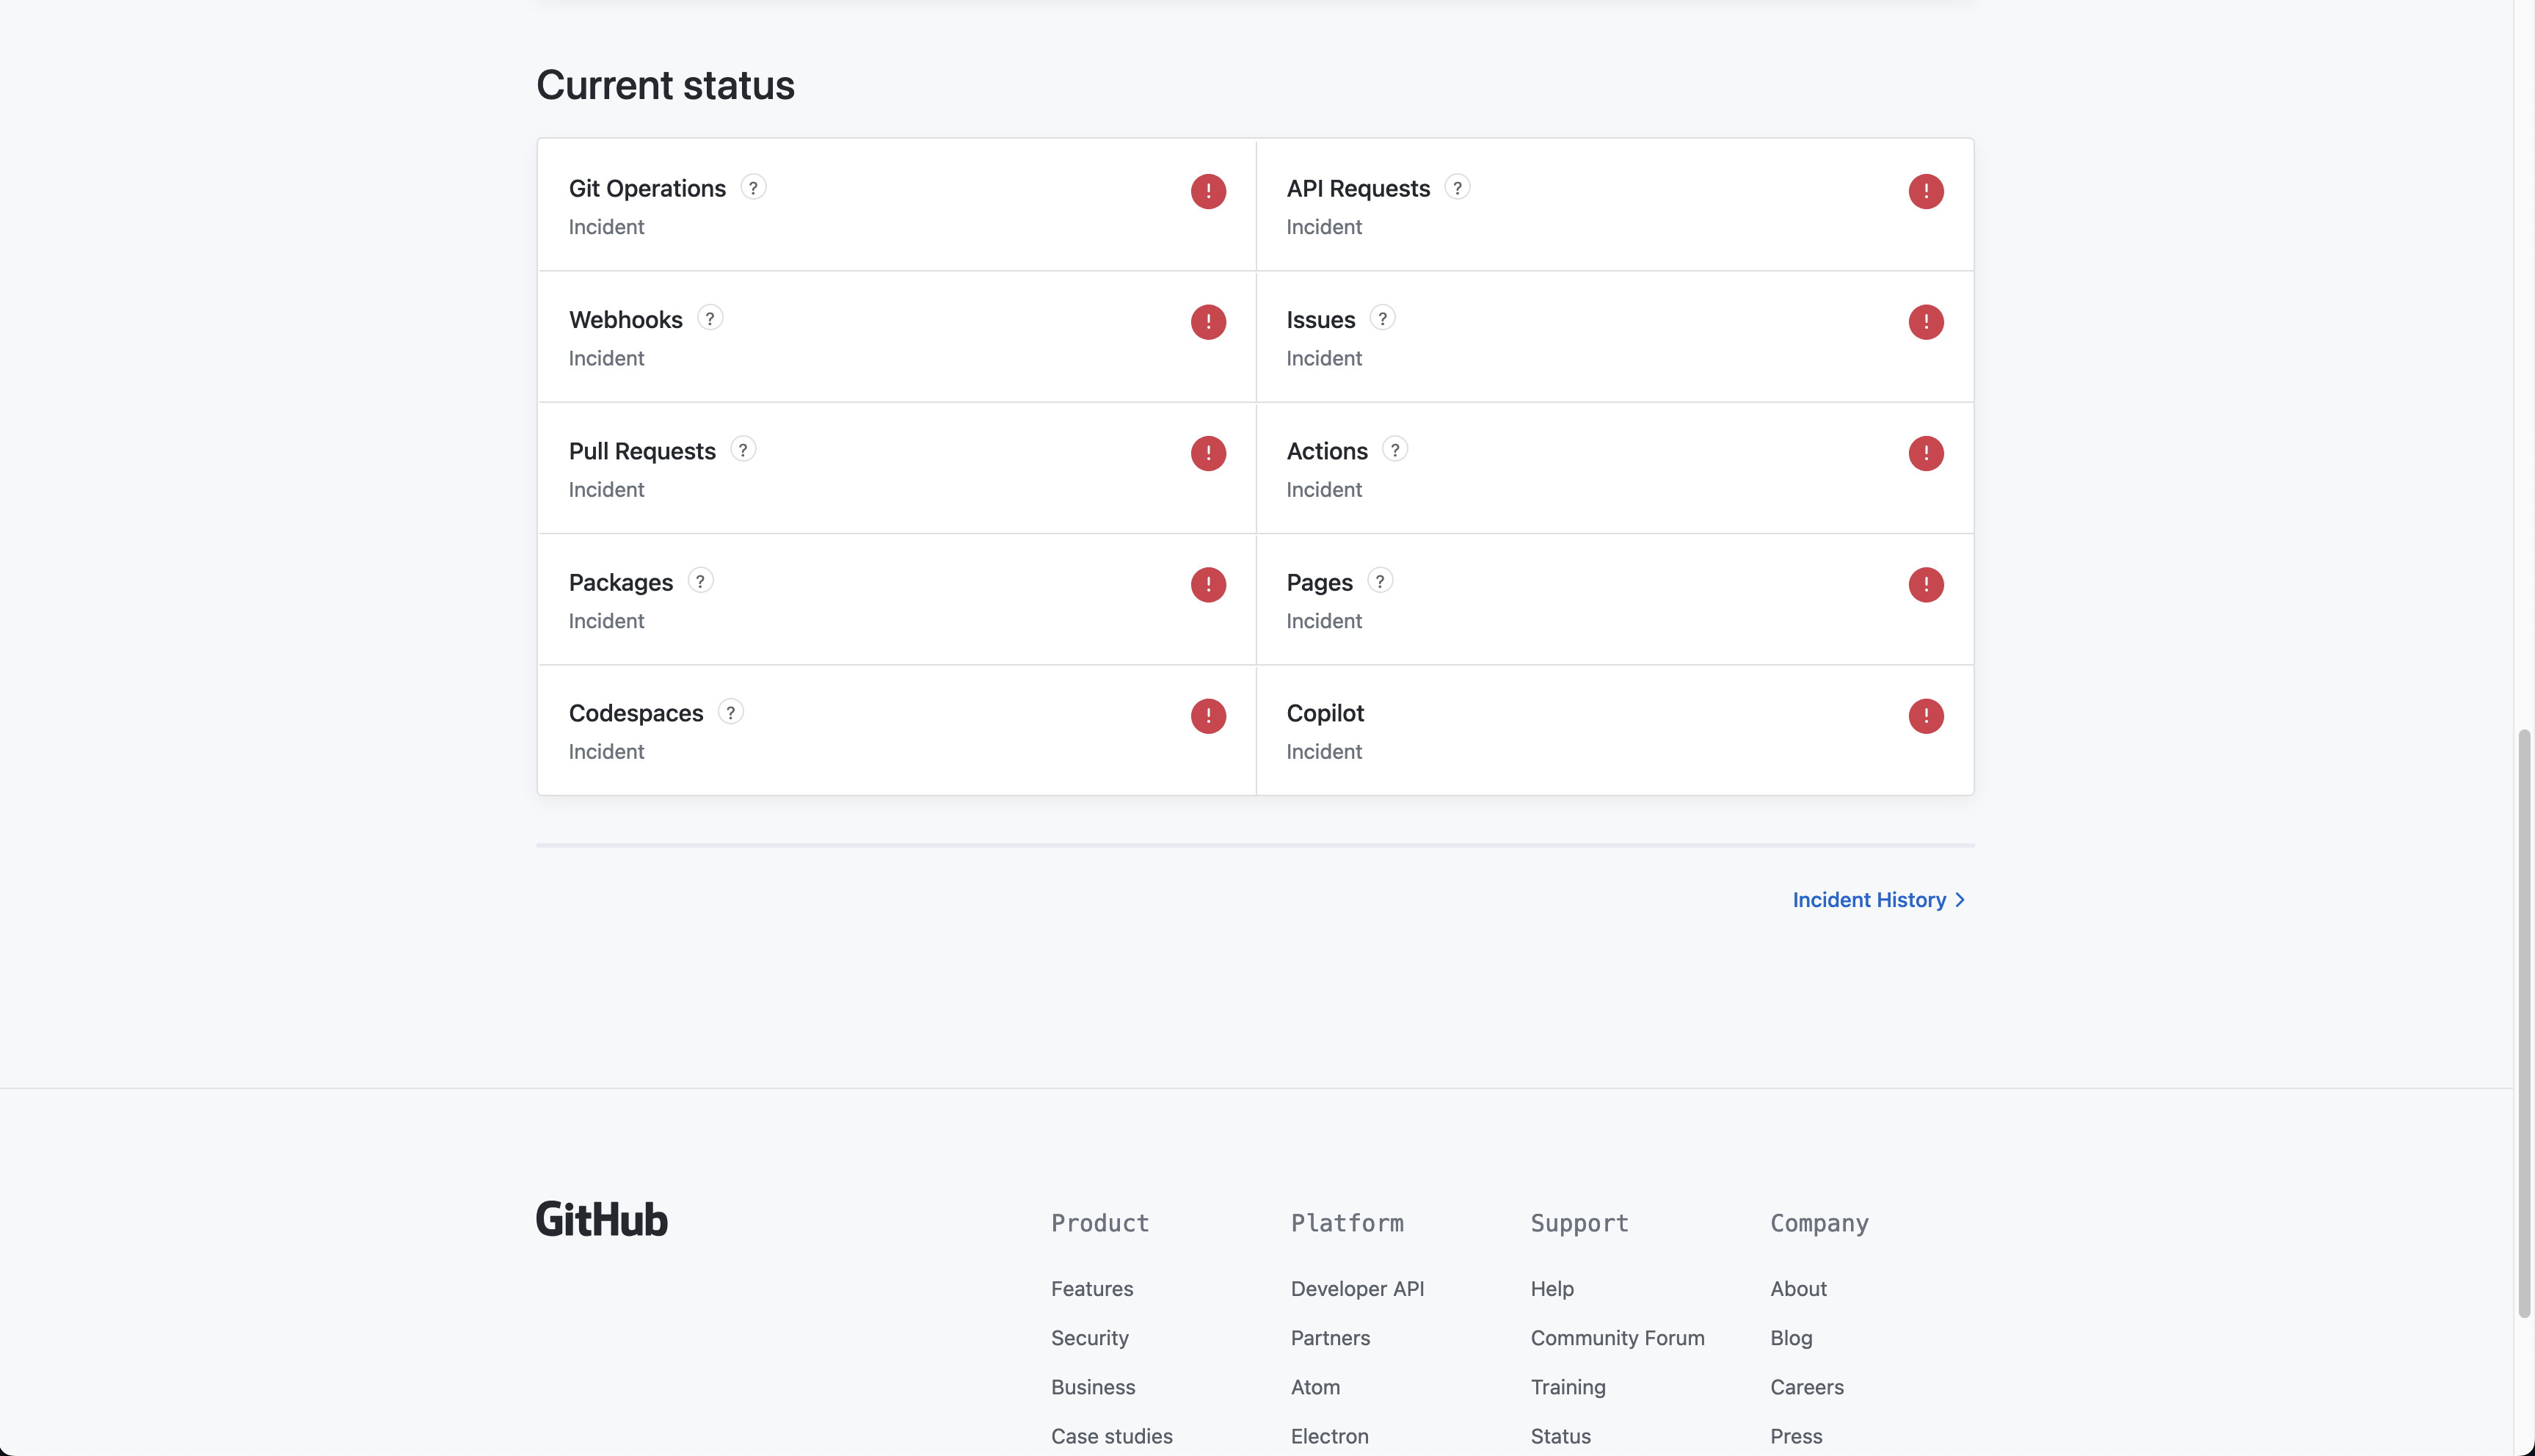 Current status
Git Operations ?
Incident
!
API Requests ?
Incident
!
Webhooks ?
Incident
!
Issues ?
Incident
!
Pull Requests ?
Incident
!
Actions ?
Incident
!
Packages ?
Incident
!
Pages ?
Incident
!
Codespaces ?
Incident
!
Copilot
Incident
!
Incident History >
GitHub
Product
Features
Security
Business
Case studies
Platform
Developer API
Partners
Atom
Electron
Support
Help
Community Forum
Training
Status
Company
About
Blog
Careers
Press